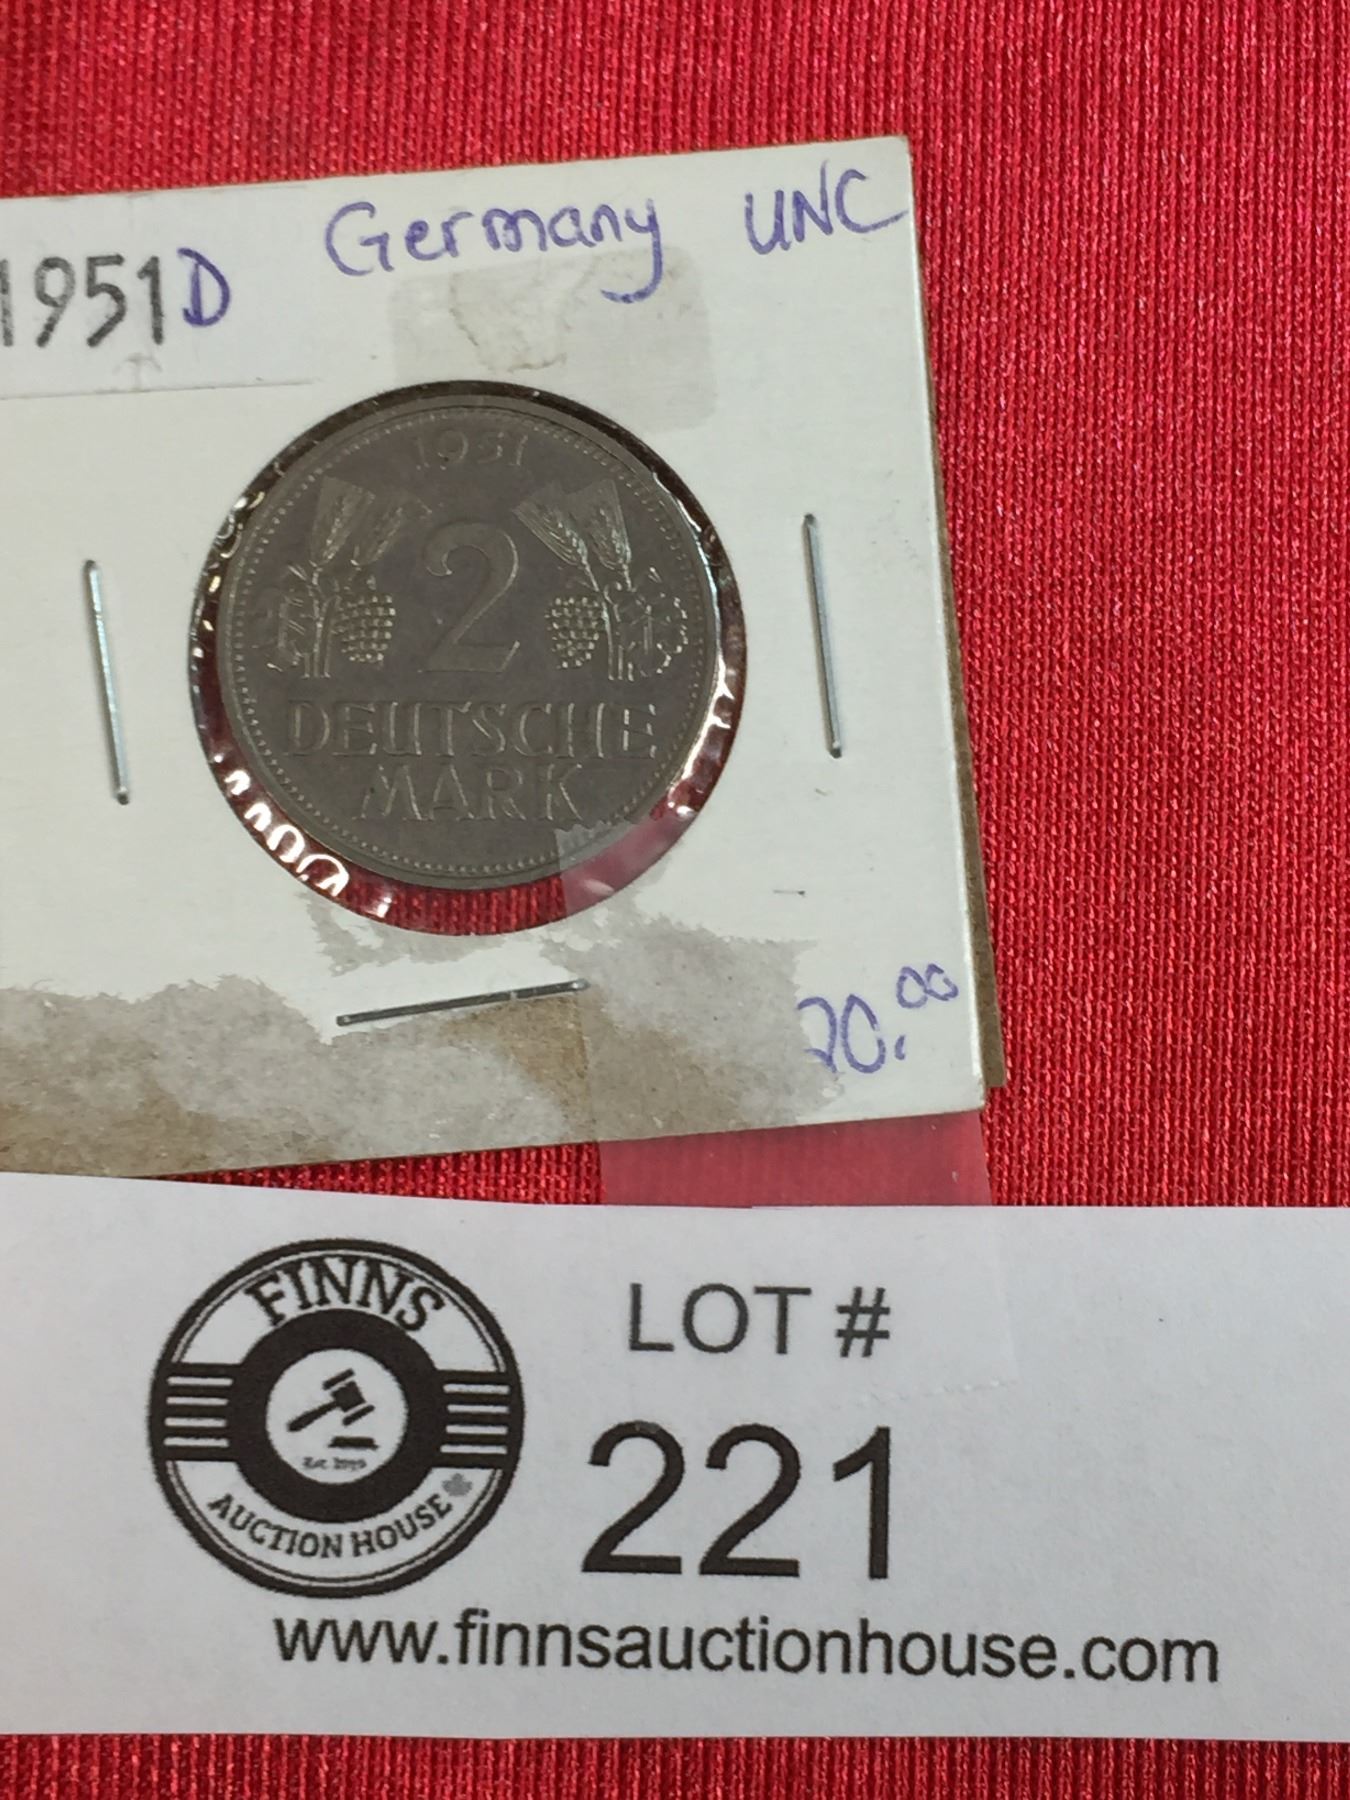 1951D Germany UNC
1951
2
DEUTSCHE
MARK
20.00
FINNS
AUCTION HOUSE
LOT #
221
www.finnsauctionhouse.com